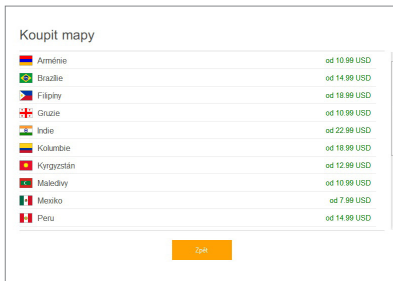 Koupit mapy
Arménie od 10.99 USD
Brazílie od 14.99 USD
Filipíny od 18.99 USD
Gruzie od 10.99 USD
Indie od 22.99 USD
Kolumbie od 18.99 USD
Kyrgyzstán od 12.99 USD
Maledivy od 10.99 USD
Mexiko od 7.99 USD
Peru od 14.99 USD
Zpět